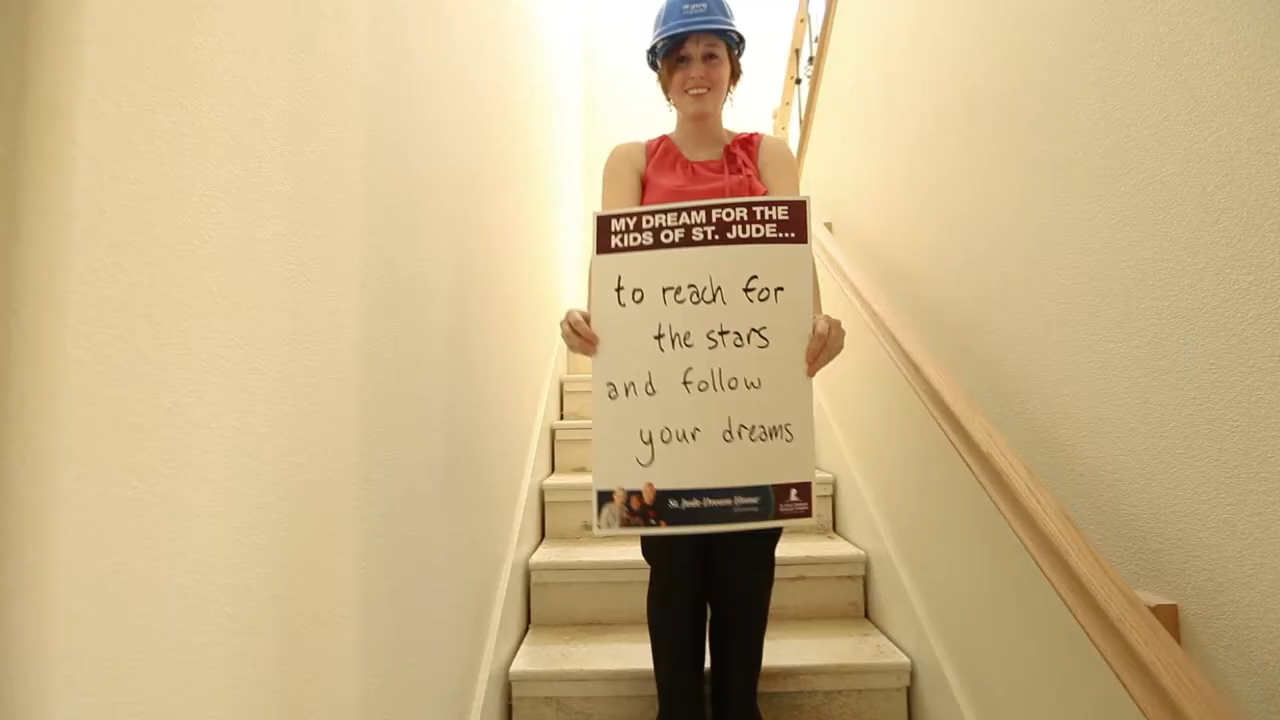 MY DREAM FOR THE
KIDS OF ST. JUDE...
to reach for
the stars
and follow
your dreams
St. Jude Dream Home